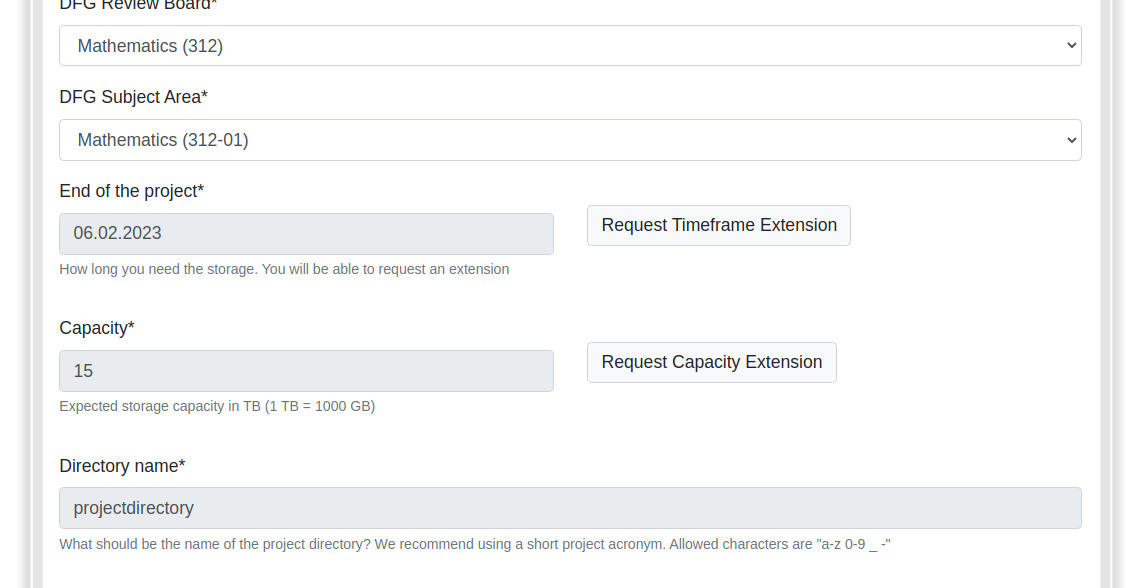 DFG Review Board*
Mathematics (312)
DFG Subject Area*
Mathematics (312-01)
End of the project*
06.02.2023
Request Timeframe Extension
How long you need the storage. You will be able to request an extension
Capacity*
15
Request Capacity Extension
Expected storage capacity in TB (1 TB = 1000 GB)
Directory name*
projectdirectory
What should be the name of the project directory? We recommend using a short project acronym. Allowed characters are "a-z 0-9 _ -"